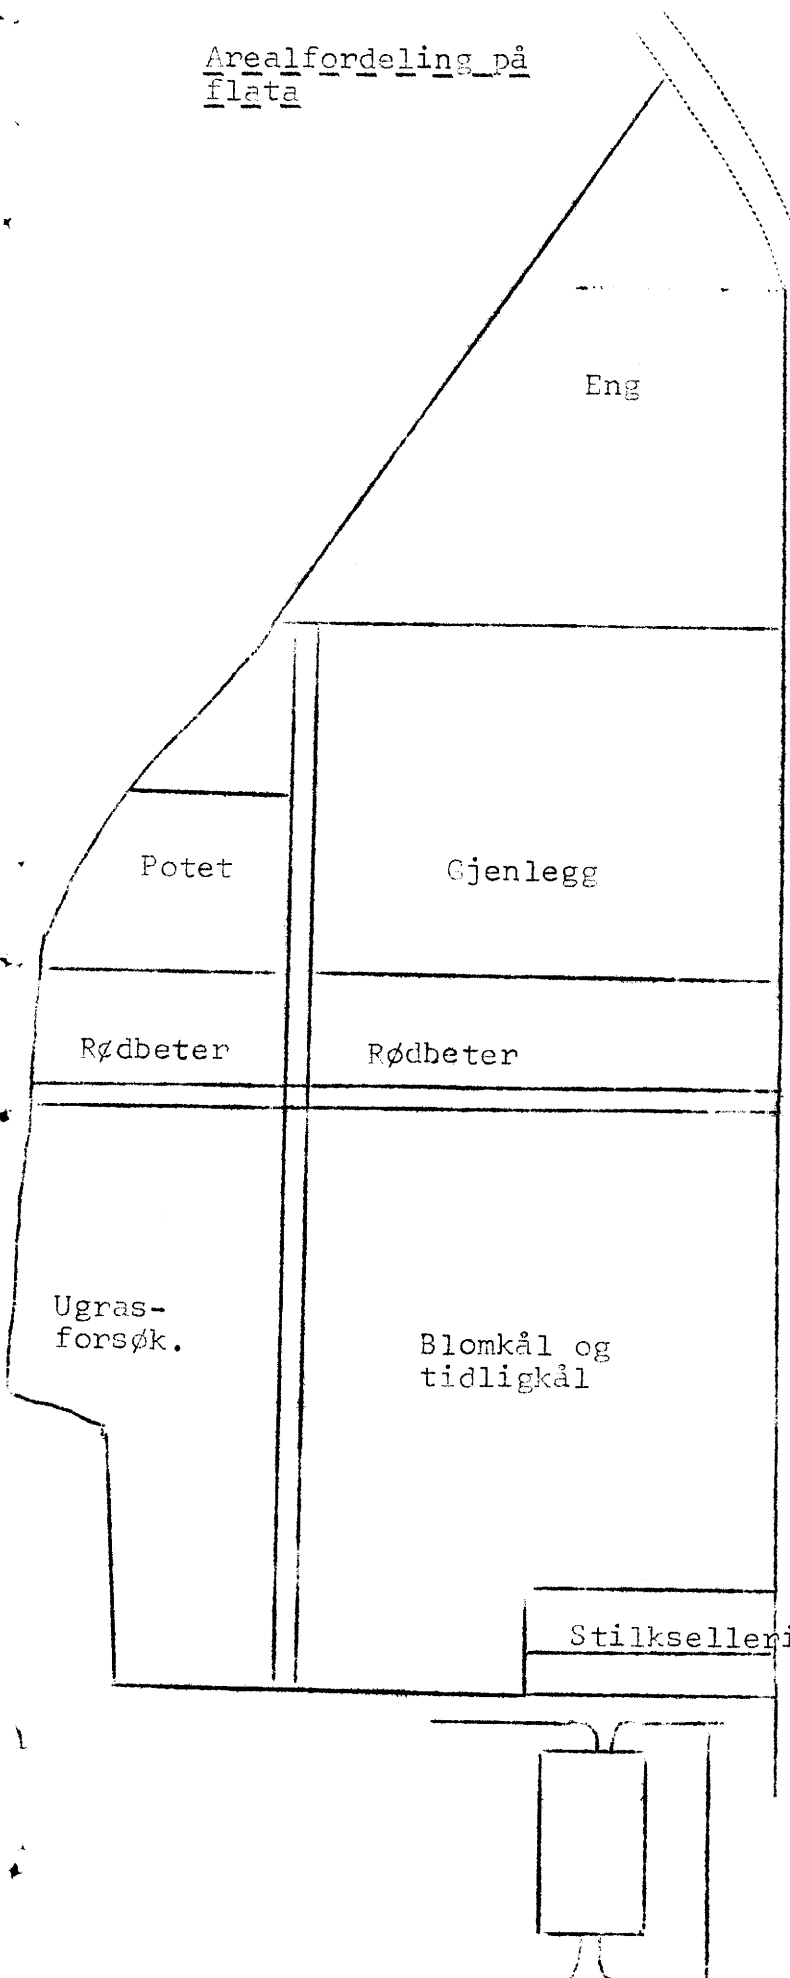 Arealfordeling på
flata
Eng
Potet
Gjenlegg
Rødbeter
Rødbeter
Ugras-
forsøk.
Blomkål og
tidligkål
Stilkselleri